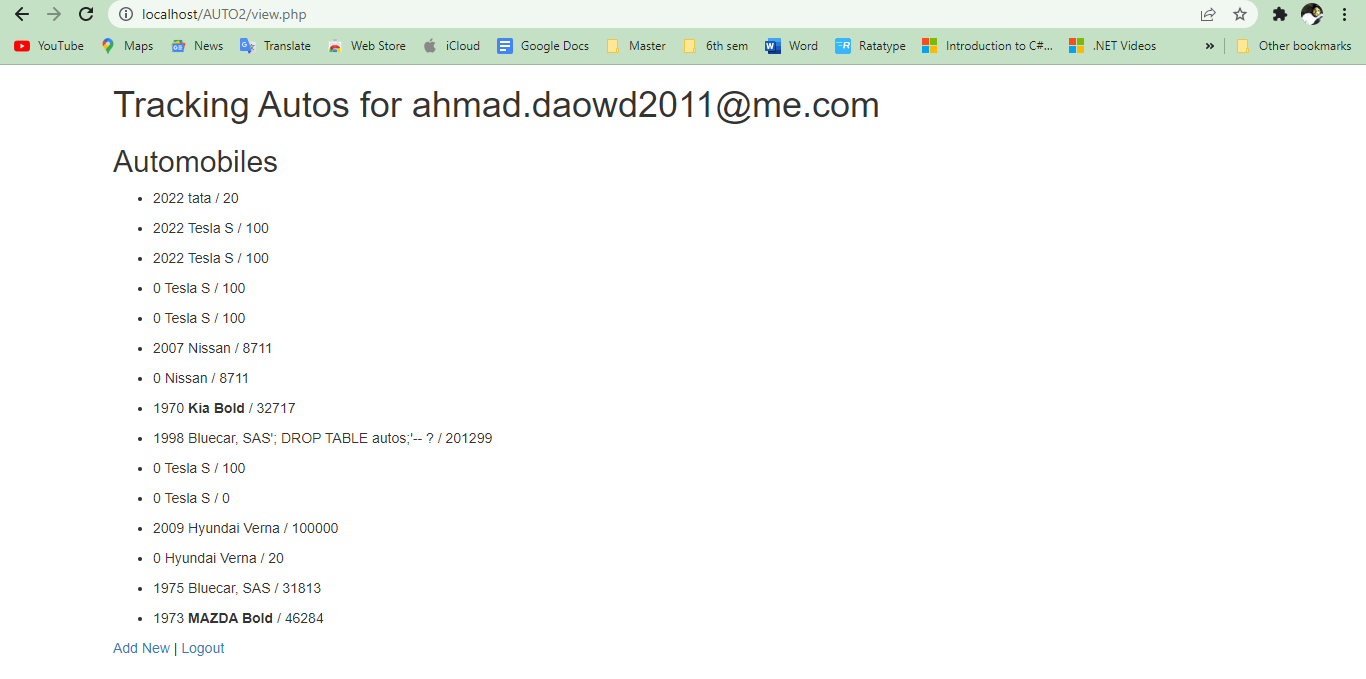 localhost/AUTO2/view.php
YouTube Maps News Translate Web Store iCloud Google Docs Master 6th sem Word Ratatype Introduction to C#... .NET Videos » Other bookmarks
Tracking Autos for ahmad.daowd2011@me.com
Automobiles
• 2022 tata / 20
• 2022 Tesla S / 100
• 2022 Tesla S / 100
• 0 Tesla S / 100
• 0 Tesla S / 100
• 2007 Nissan / 8711
• 0 Nissan / 8711
• 1970 Kia Bold / 32717
• 1998 Bluecar, SAS'; DROP TABLE autos;'-- ? / 201299
• 0 Tesla S / 100
• 0 Tesla S / 0
• 2009 Hyundai Verna / 100000
• 0 Hyundai Verna / 20
• 1975 Bluecar, SAS / 31813
• 1973 MAZDA Bold / 46284
Add New | Logout